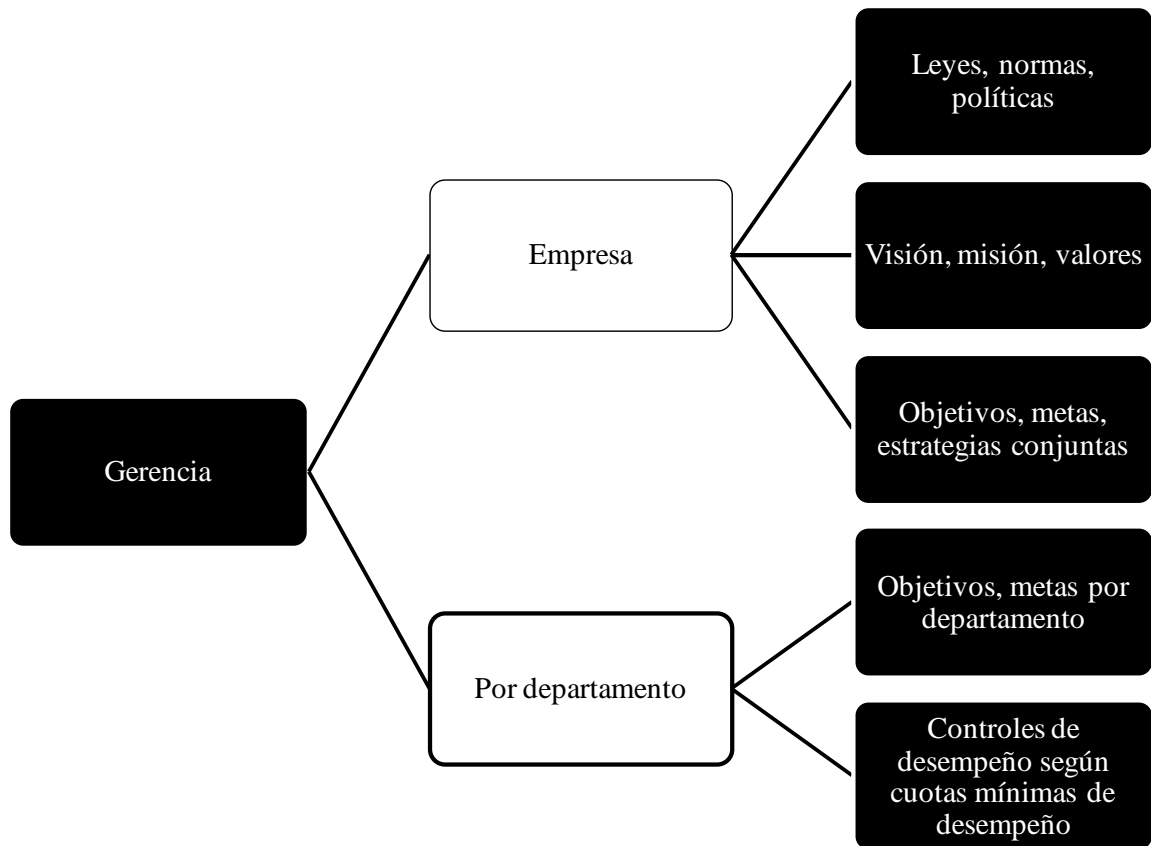 Gerencia
Empresa
Leyes, normas,
políticas
Visión, misión, valores
Objetivos, metas,
estrategias conjuntas
Por departamento
Objetivos, metas por
departamento
Controles de
desempeño según
cuotas mínimas de
desempeño